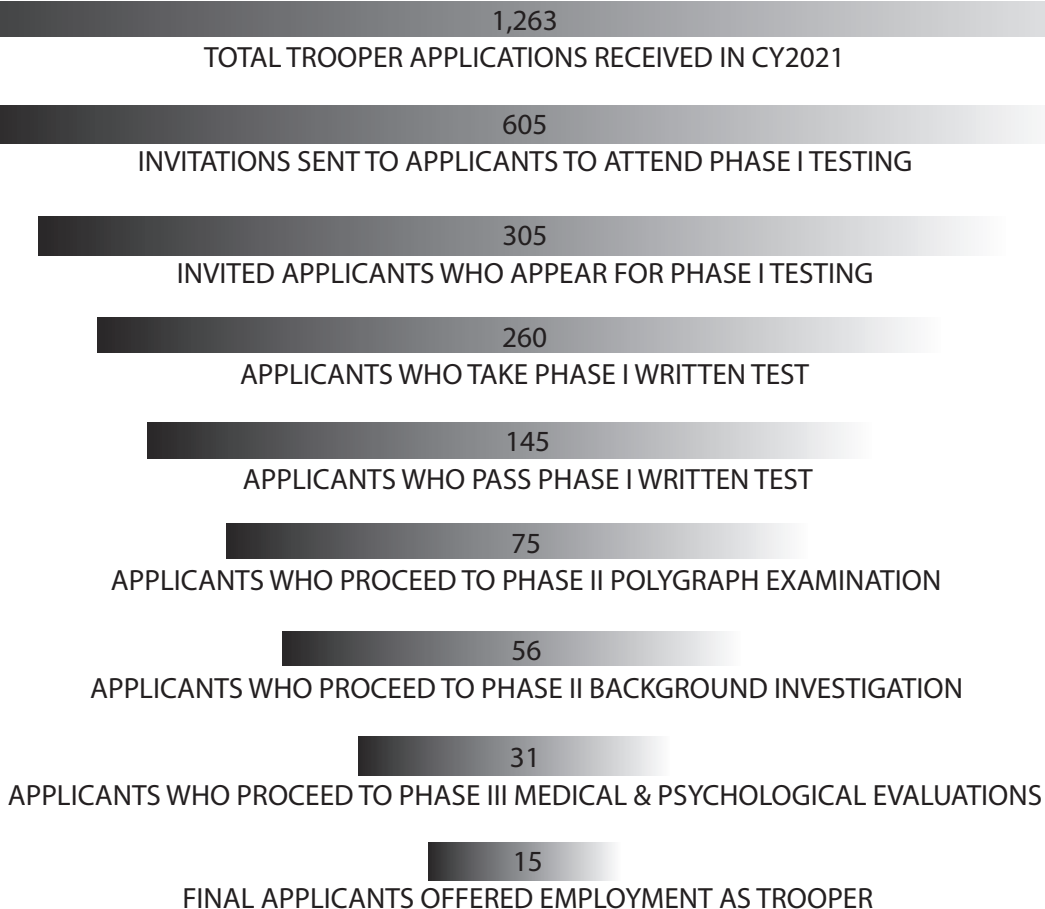 1,263
TOTAL TROOPER APPLICATIONS RECEIVED IN CY2021
605
INVITATIONS SENT TO APPLICANTS TO ATTEND PHASE I TESTING
305
INVITED APPLICANTS WHO APPEAR FOR PHASE I TESTING
260
APPLICANTS WHO TAKE PHASE I WRITTEN TEST
145
APPLICANTS WHO PASS PHASE I WRITTEN TEST
75
APPLICANTS WHO PROCEED TO PHASE II POLYGRAPH EXAMINATION
56
APPLICANTS WHO PROCEED TO PHASE II BACKGROUND INVESTIGATION
31
APPLICANTS WHO PROCEED TO PHASE III MEDICAL & PSYCHOLOGICAL EVALUATIONS
15
FINAL APPLICANTS OFFERED EMPLOYMENT AS TROOPER